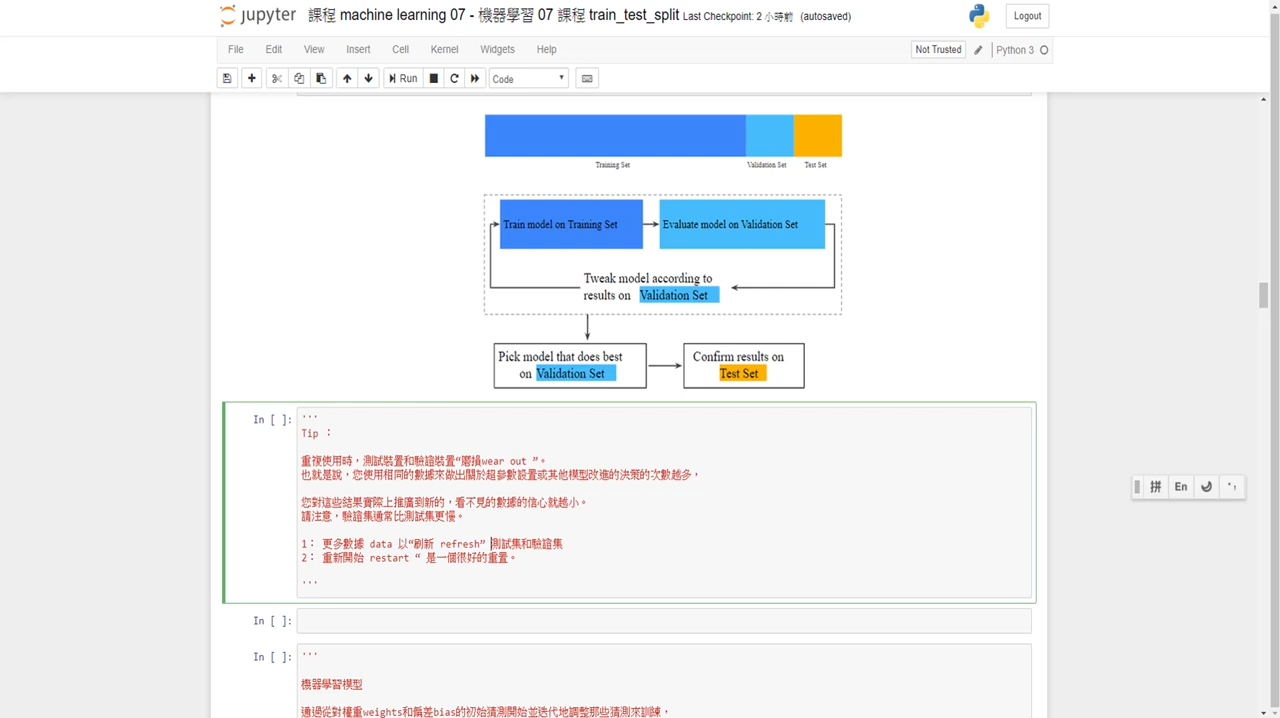 jupyter 課程 machine learning 07 - 機器學習 07 課程 train_test_split Last Checkpoint: 2 小時前 (autosaved)
Logout
File Edit View Insert Cell Kernel Widgets Help
Not Trusted Python 3
Run Code
Training Set Validation Set Test Set
Train model on Training Set
Evaluate model on Validation Set
Tweak model according to
results on Validation Set
Pick model that does best
on Validation Set
Confirm results on
Test Set
In [ ]: '''
Tip :
重複使用時,測試裝置和驗證裝置“磨損wear out ”。
也就是說,您使用相同的數據來做出關於超參數設置或其他模型改進的決策的次數越多,
您對這些結果實際上推廣到新的,看不見的數據的信心就越小。
請注意,驗證集通常比測試集更慢。
1: 更多數據 data 以“刷新 refresh” 測試集和驗證集
2: 重新開始 restart “ 是一個很好的重置。
'''
拼 En
In [ ]:
In [ ]: '''
機器學習模型
通過從對權重weights和偏差bias的初始猜測開始並迭代地調整那些猜測來訓練,